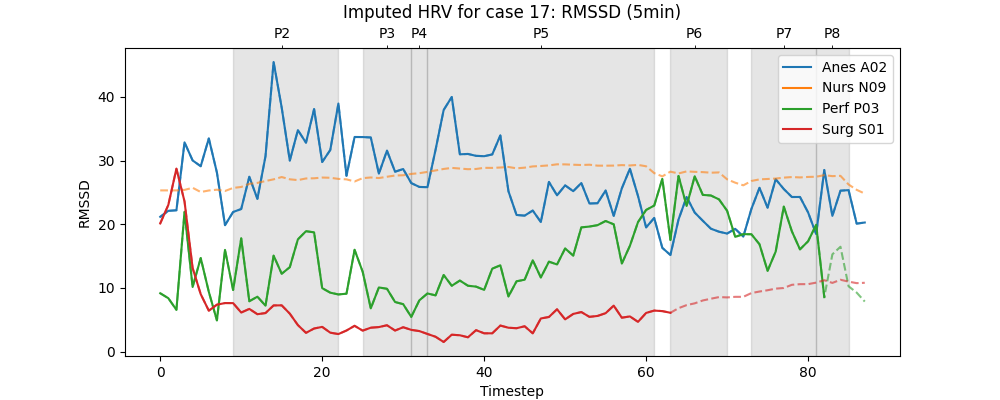 Imputed HRV for case 17: RMSSD (5min)
P2 P3 P4 P5 P6 P7 P8
Anes A02
Nurs N09
Perf P03
Surg S01
40
30
20
10
0
RMSSD
0 20 40 60 80
Timestep